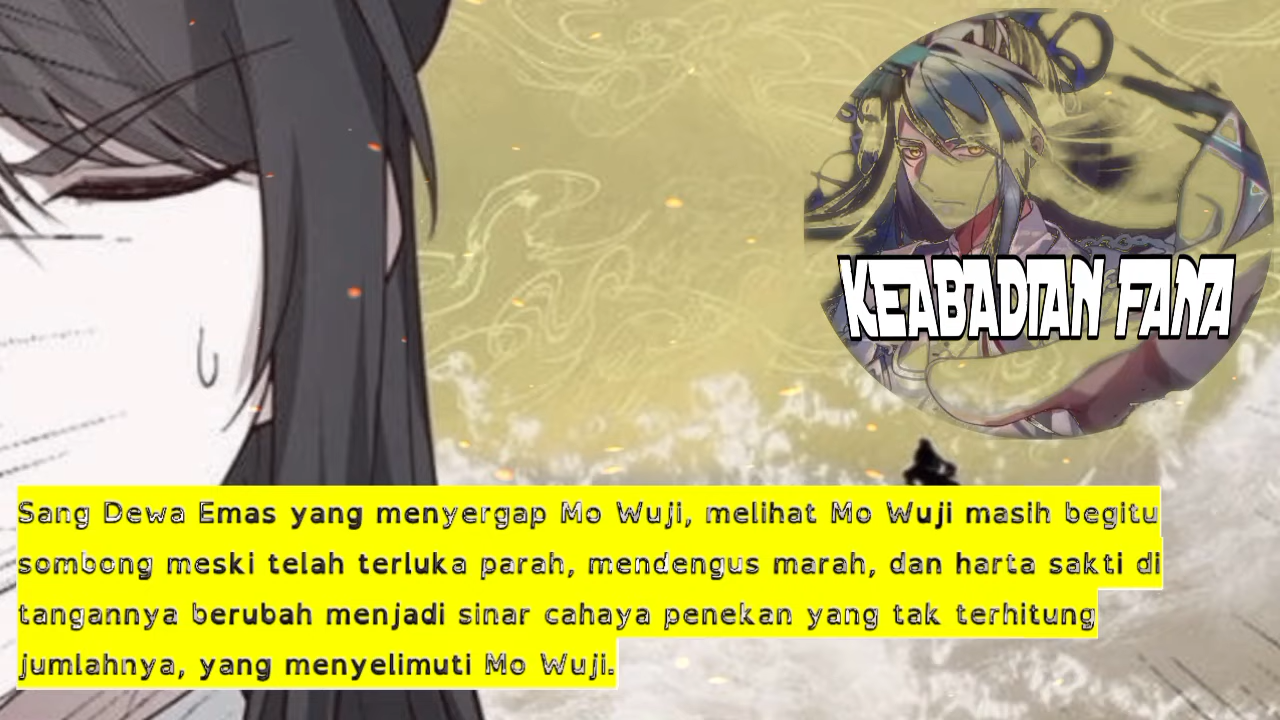 KEABADIAN FANA
Sang Dewa Emas yang menyergap Mo Wuji, melihat Mo Wuji masih begitu
sombong meski telah terluka parah, mendengus marah, dan harta sakti di
tangannya berubah menjadi sinar cahaya penekan yang tak terhitung
jumlahnya, yang menyelimuti Mo Wuji.